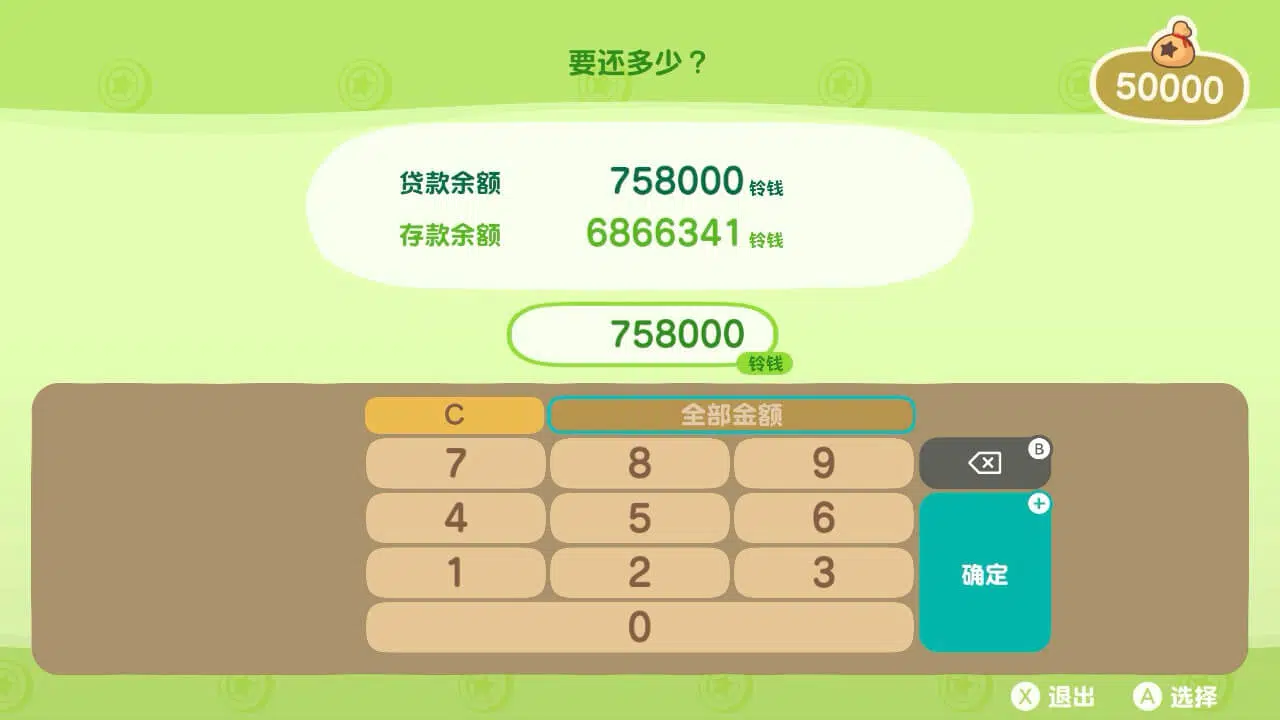 要还多少？
50000
贷款余额 758000 铃钱
存款余额 6866341 铃钱
758000
铃钱
C 全部金额
7 8 9 B
4 5 6 +
确定
1 2 3
0
X 退出 A 选择